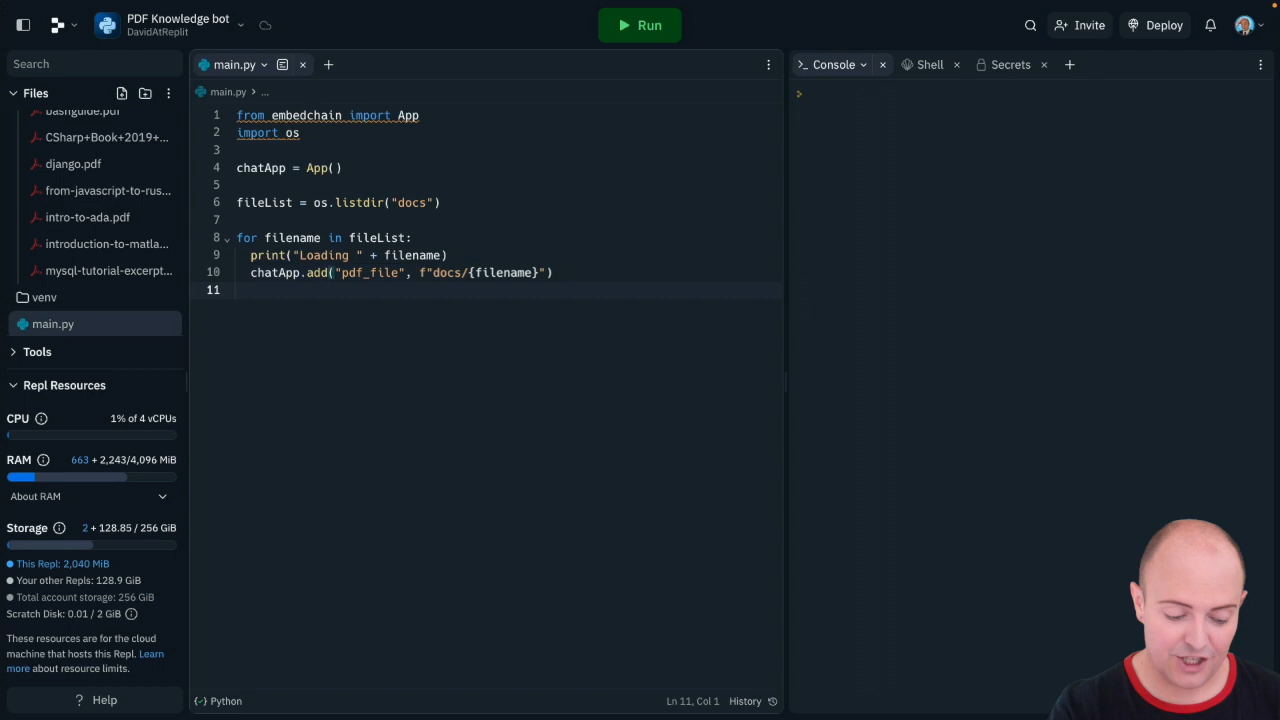 PDF Knowledge bot
DavidAtReplit
Run
Invite
Deploy
Search
Files
bashguide.pdf
CSharp+Book+2019+...
django.pdf
from-javascript-to-rus...
intro-to-ada.pdf
introduction-to-matla...
mysql-tutorial-excerpt...
venv
main.py
Tools
Repl Resources
CPU 1% of 4 vCPUs
RAM 663 + 2,243/4,096 MiB
About RAM
Storage 2 + 128.85 / 256 GiB
This Repl: 2,040 MiB
Your other Repls: 128.9 GiB
Total account storage: 256 GiB
Scratch Disk: 0.01 / 2 GiB
These resources are for the cloud
machine that hosts this Repl. Learn
more about resource limits.
Help
main.py
main.py > ...
1 from embedchain import App
2 import os
3
4 chatApp = App()
5
6 fileList = os.listdir("docs")
7
8 for filename in fileList:
9 print("Loading " + filename)
10 chatApp.add("pdf_file", f"docs/{filename}")
11
Python
Ln 11, Col 1 History
Console
Shell
Secrets